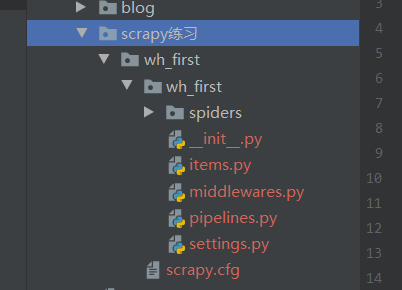 blog
scrapy练习
wh_first
wh_first
spiders
__init__.py
items.py
middlewares.py
pipelines.py
settings.py
scrapy.cfg
3
4
5
6
7
8
9
10
11
12
13
14